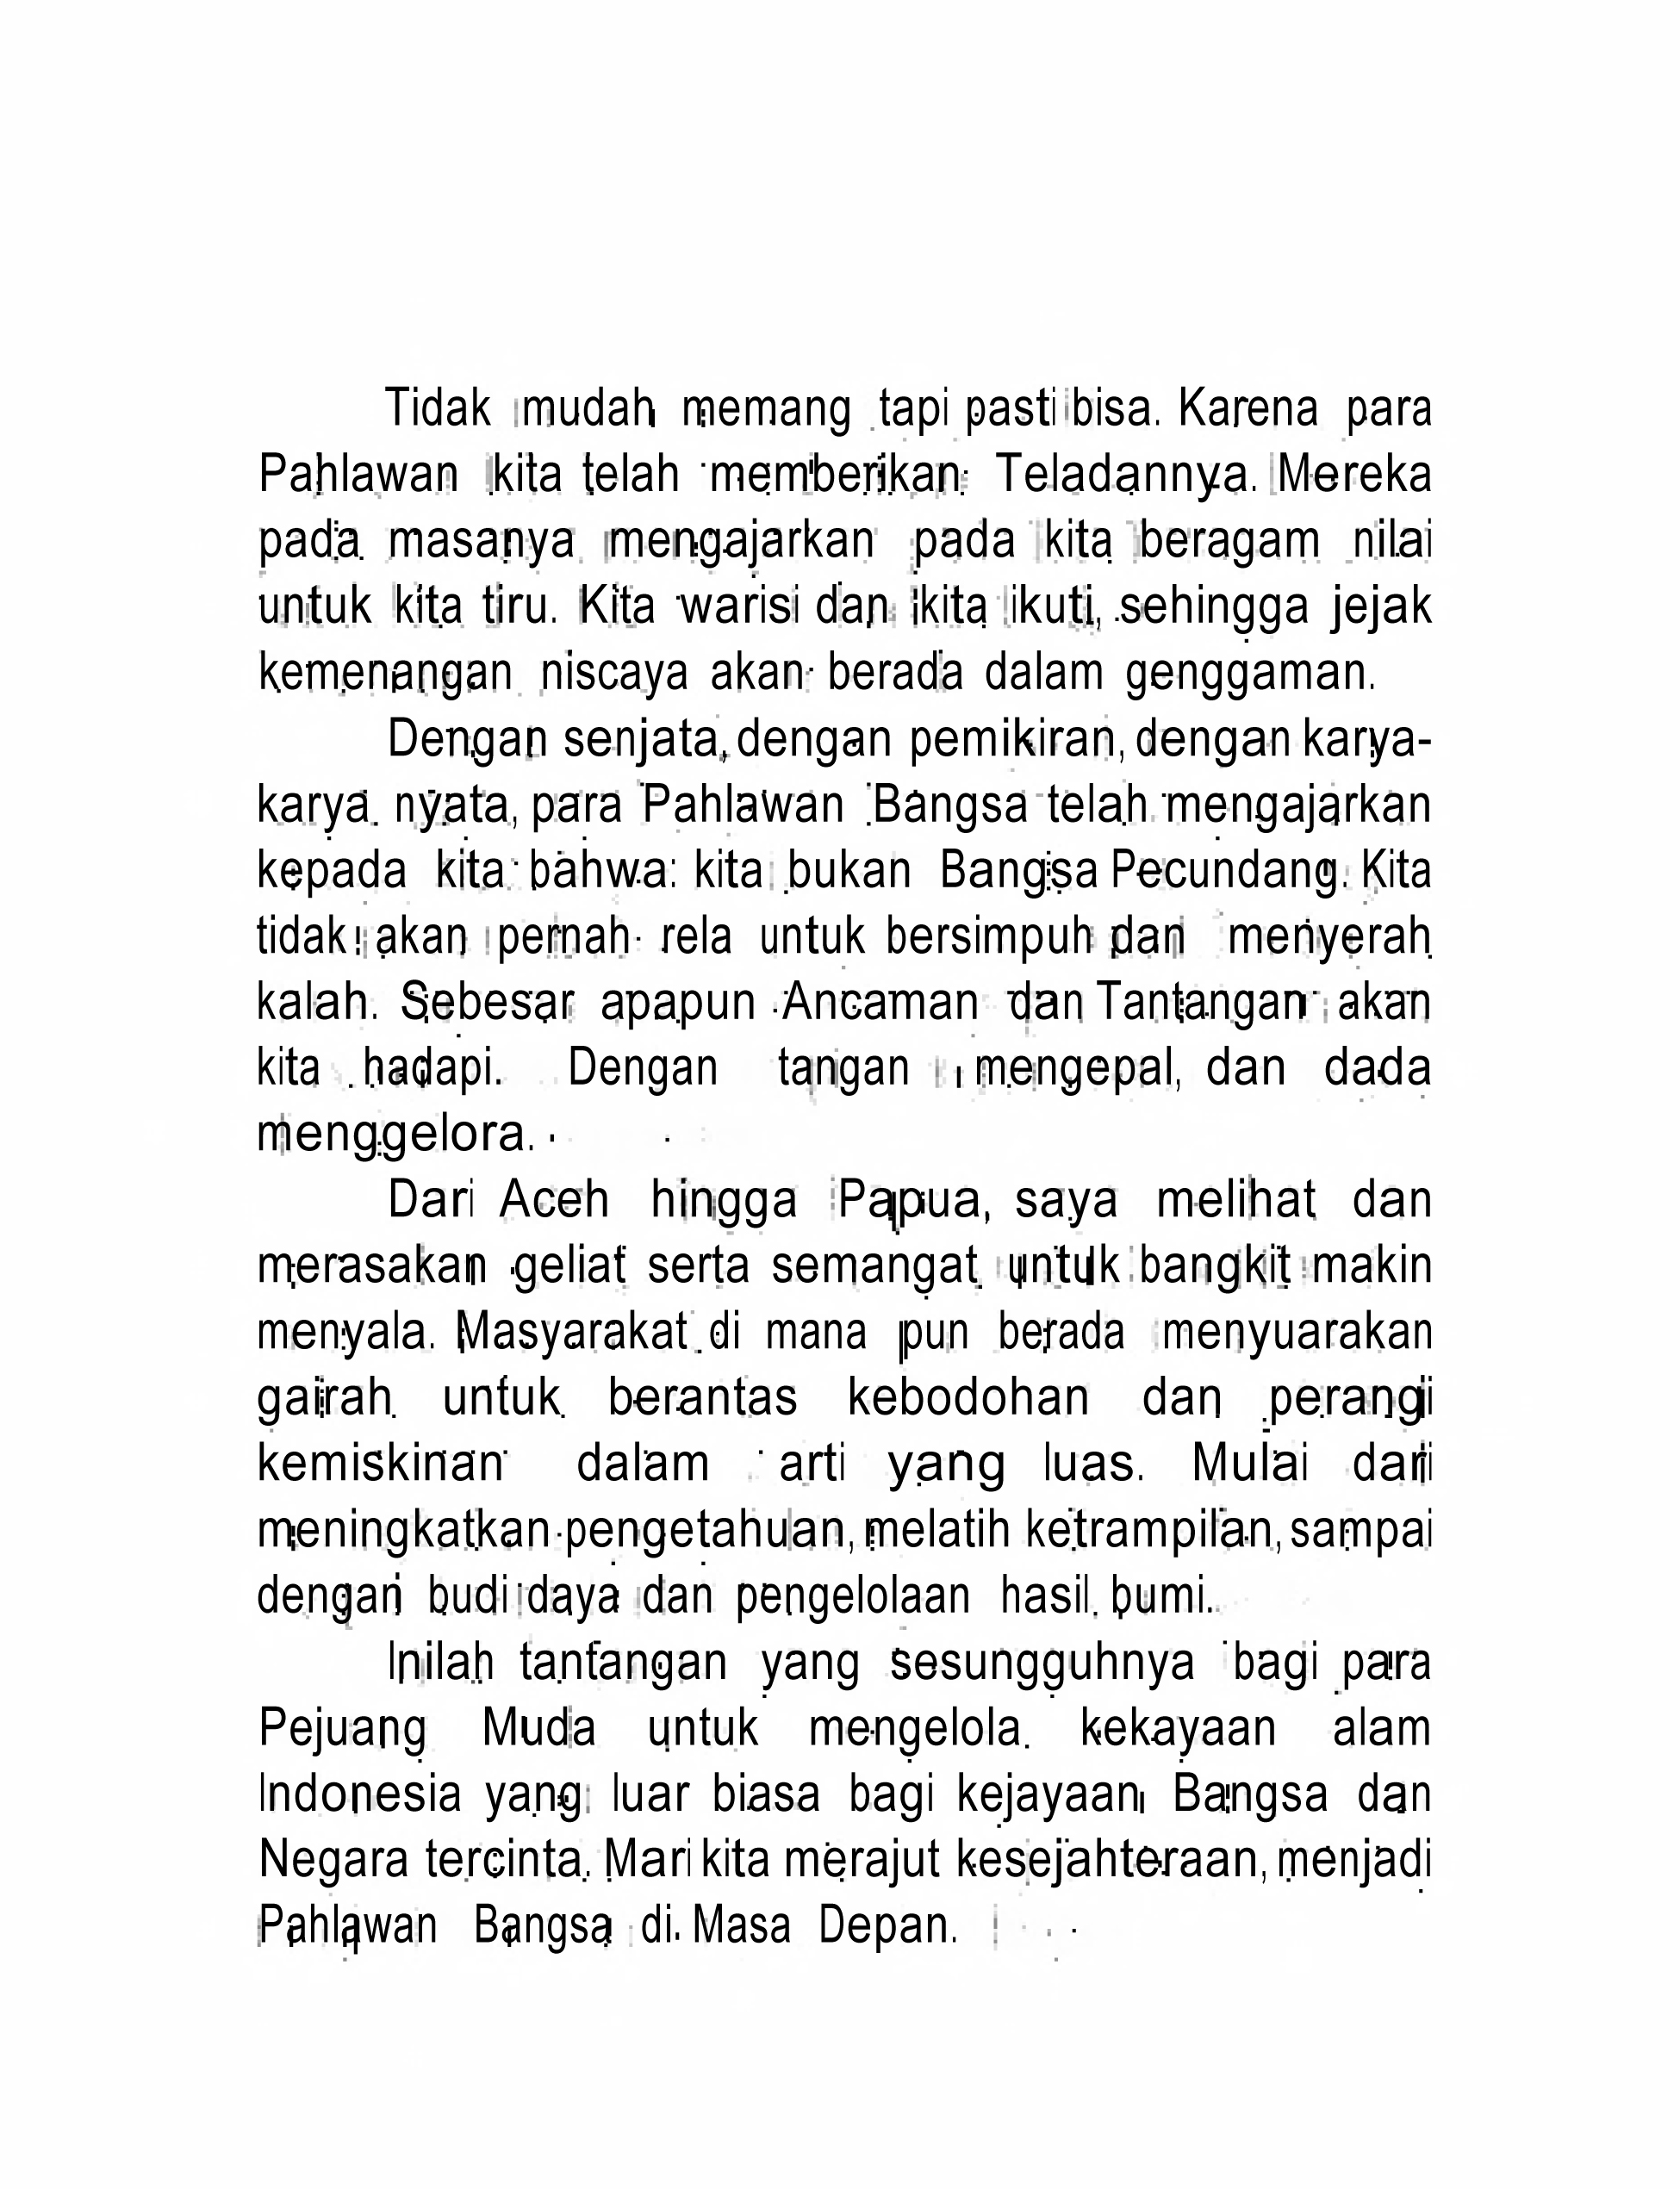 Tidak mudah memang tapi pasti bisa. Karena para
Pahlawan kita telah memberikan Teladannya. Mereka
pada masanya mengajarkan pada kita beragam nilai
untuk kita tiru. Kita warisi dan kita ikuti, sehingga jejak
kemenangan niscaya akan berada dalam genggaman.
Dengan senjata, dengan pemikiran, dengan karya-
karya nyata, para Pahlawan Bangsa telah mengajarkan
kepada kita bahwa: kita bukan Bangsa Pecundang. Kita
tidak akan pernah rela untuk bersimpuh dan menyerah
kalah. Sebesar apapun Ancaman dan Tantangan akan
kita hadapi. Dengan tangan mengepal, dan dada
menggelora.
Dari Aceh hingga Papua, saya melihat dan
merasakan geliat serta semangat untuk bangkit makin
menyala. Masyarakat di mana pun berada menyuarakan
gairah untuk berantas kebodohan dan perangi
kemiskinan dalam arti yang luas. Mulai dari
meningkatkan pengetahuan, melatih ketrampilan, sampai
dengan budi daya dan pengelolaan hasil bumi.
Inilah tantangan yang sesungguhnya bagi para
Pejuang Muda untuk mengelola kekayaan alam
Indonesia yang luar biasa bagi kejayaan Bangsa dan
Negara tercinta. Mari kita merajut kesejahteraan, menjadi
Pahlawan Bangsa di Masa Depan.